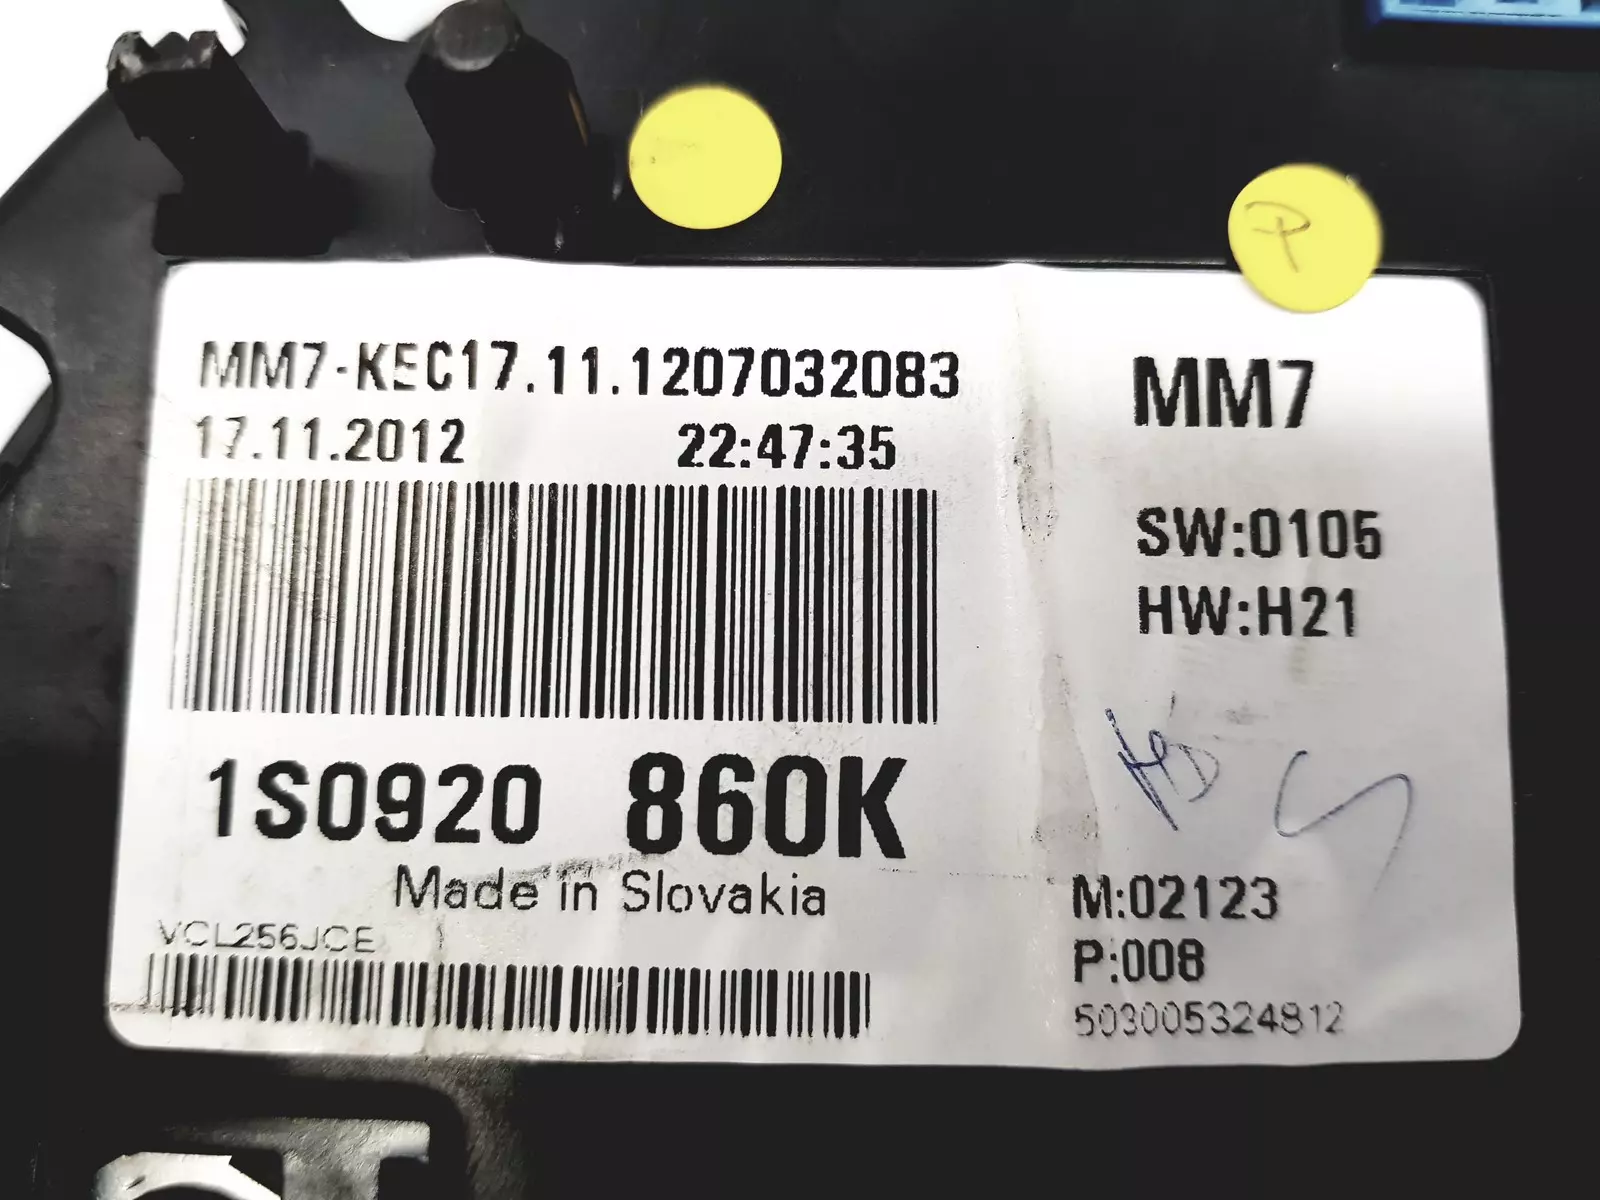 P
MM7-KEC17.11.1207032083
17.11.2012 22:47:35
1S0920 860K
Made in Slovakia
VCL256JCE
MM7
SW:0105
HW:H21
M:02123
P:008
503005324812